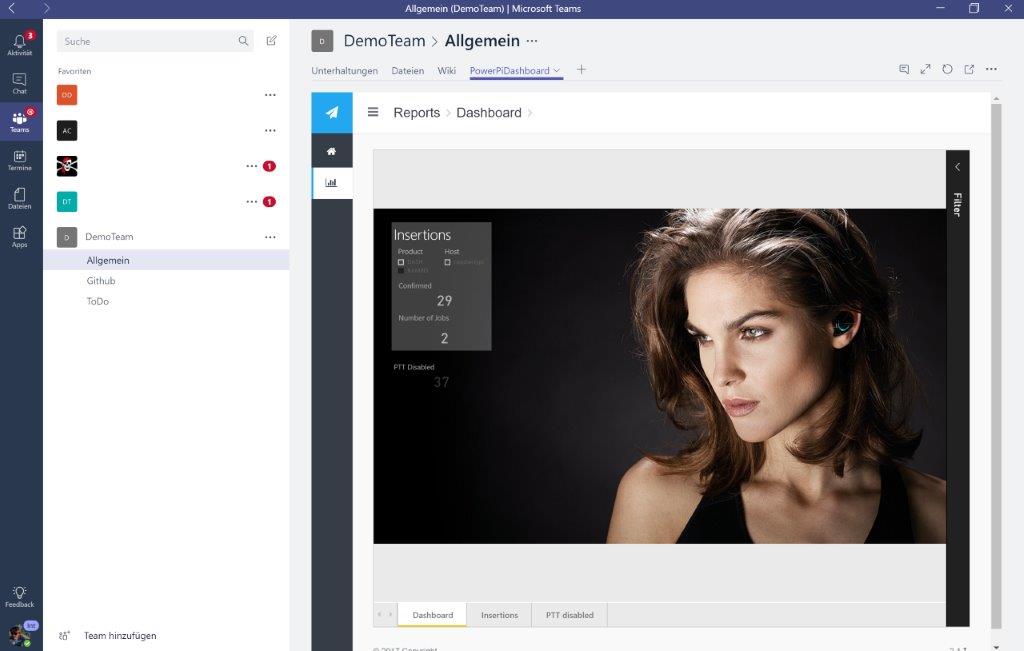 Allgemein (DemoTeam) | Microsoft Teams
3
Aktivität
Chat
Teams
Termine
Dateien
Apps
Feedback
Int
Suche
Favoriten
DD
AC
1
DT
1
D
DemoTeam
Allgemein
Github
ToDo
Team hinzufügen
D
DemoTeam > Allgemein
Unterhaltungen Dateien Wiki PowerPiDashboard
Reports > Dashboard >
Filter
Insertions
Product Host
Confirmed
29
Number of Jobs
2
PTT Disabled
37
Dashboard Insertions PTT disabled
© 2017 Copyright